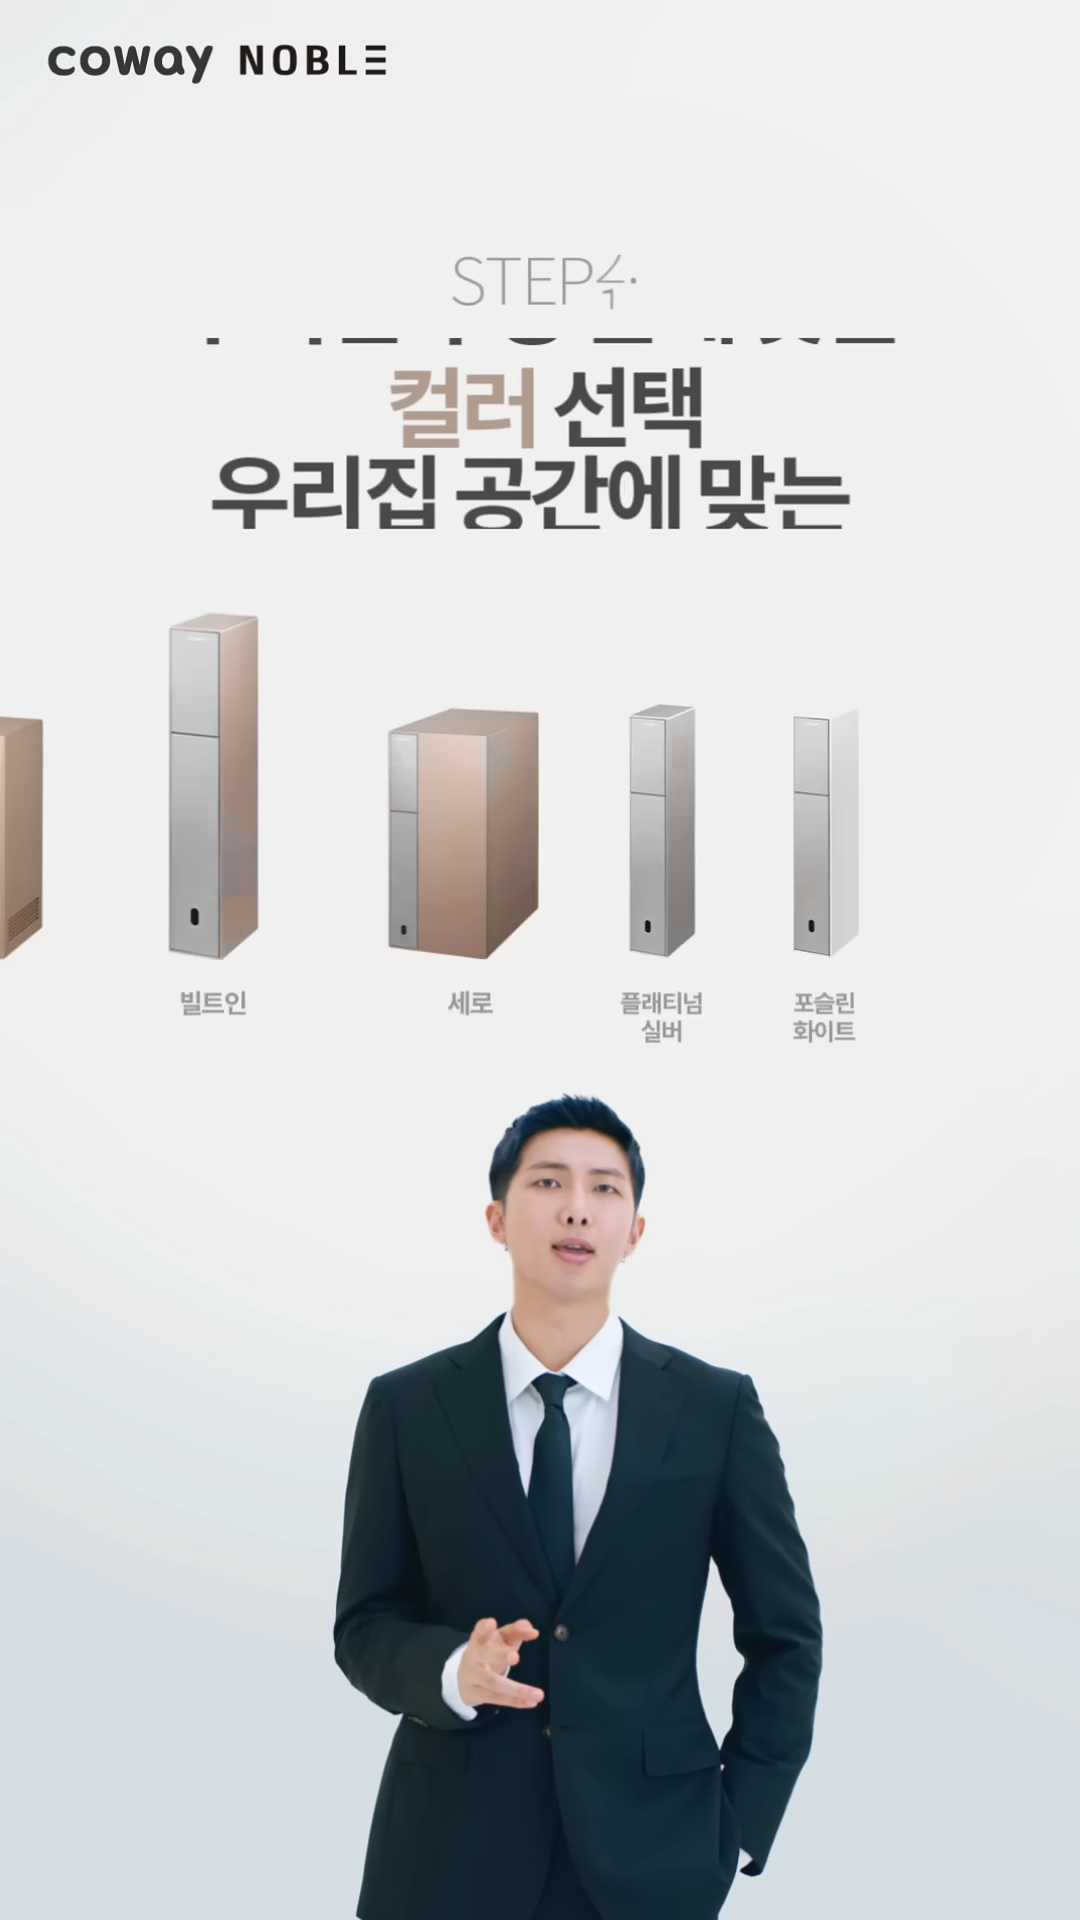 coway NOBLE
STEP
컬러 선택
우리집 공간에 맞는
빌트인
세로
플래티넘
실버
포슬린
화이트